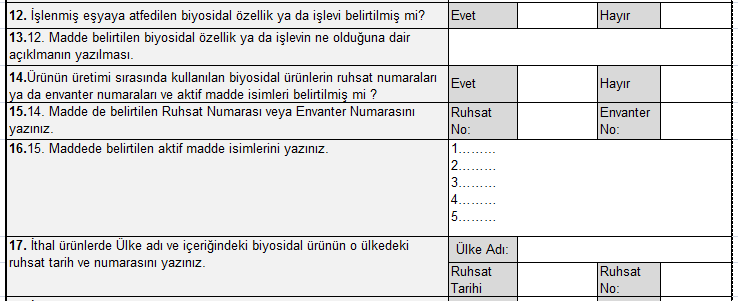 12. İşlenmiş eşyaya atfedilen biyosidal özellik ya da işlevi belirtilmiş mi? Evet Hayır
13.12. Madde belirtilen biyosidal özellik ya da işlevin ne olduğuna dair
açıklmanın yazılması.
14.Ürünün üretimi sırasında kullanılan biyosidal ürünlerin ruhsat numaraları
ya da envanter numaraları ve aktif madde isimleri belirtilmiş mi ?
Evet Hayır
15.14. Madde de belirtilen Ruhsat Numarası veya Envanter Numarasını
yazınız.
Ruhsat
No:
Envanter
No:
16.15. Maddede belirtilen aktif madde isimlerini yazınız.
1.........
2.........
3.........
4.........
5.........
17. İthal ürünlerde Ülke adı ve içeriğindeki biyosidal ürünün o ülkedeki
ruhsat tarih ve numarasını yazınız.
Ülke Adı:
Ruhsat
Tarihi
Ruhsat
No: